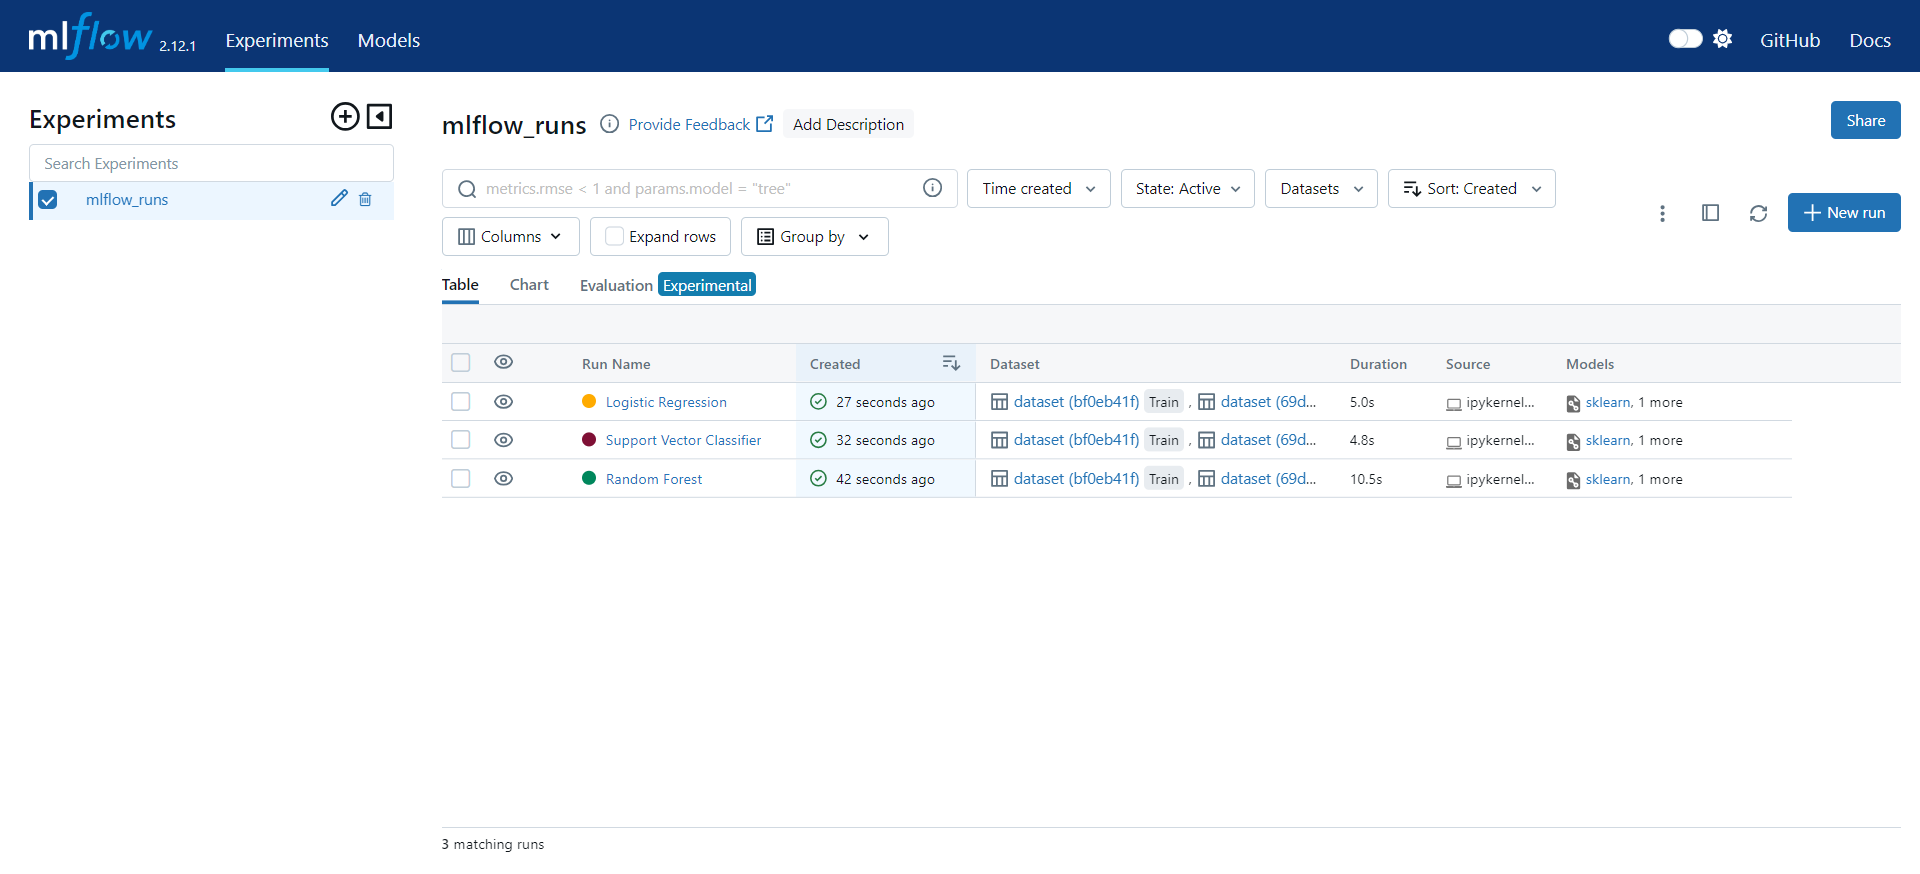 mlflow 2.12.1 Experiments Models GitHub Docs
Experiments
Search Experiments
mlflow_runs
mlflow_runs Provide Feedback Add Description Share
metrics.rmse < 1 and params.model = "tree" Time created State: Active Datasets Sort: Created
Columns Expand rows Group by
New run
Table Chart Evaluation Experimental
Run Name Created Dataset Duration Source Models
Logistic Regression 27 seconds ago dataset (bf0eb41f) Train , dataset (69d... 5.0s ipykernel... sklearn, 1 more
Support Vector Classifier 32 seconds ago dataset (bf0eb41f) Train , dataset (69d... 4.8s ipykernel... sklearn, 1 more
Random Forest 42 seconds ago dataset (bf0eb41f) Train , dataset (69d... 10.5s ipykernel... sklearn, 1 more
3 matching runs